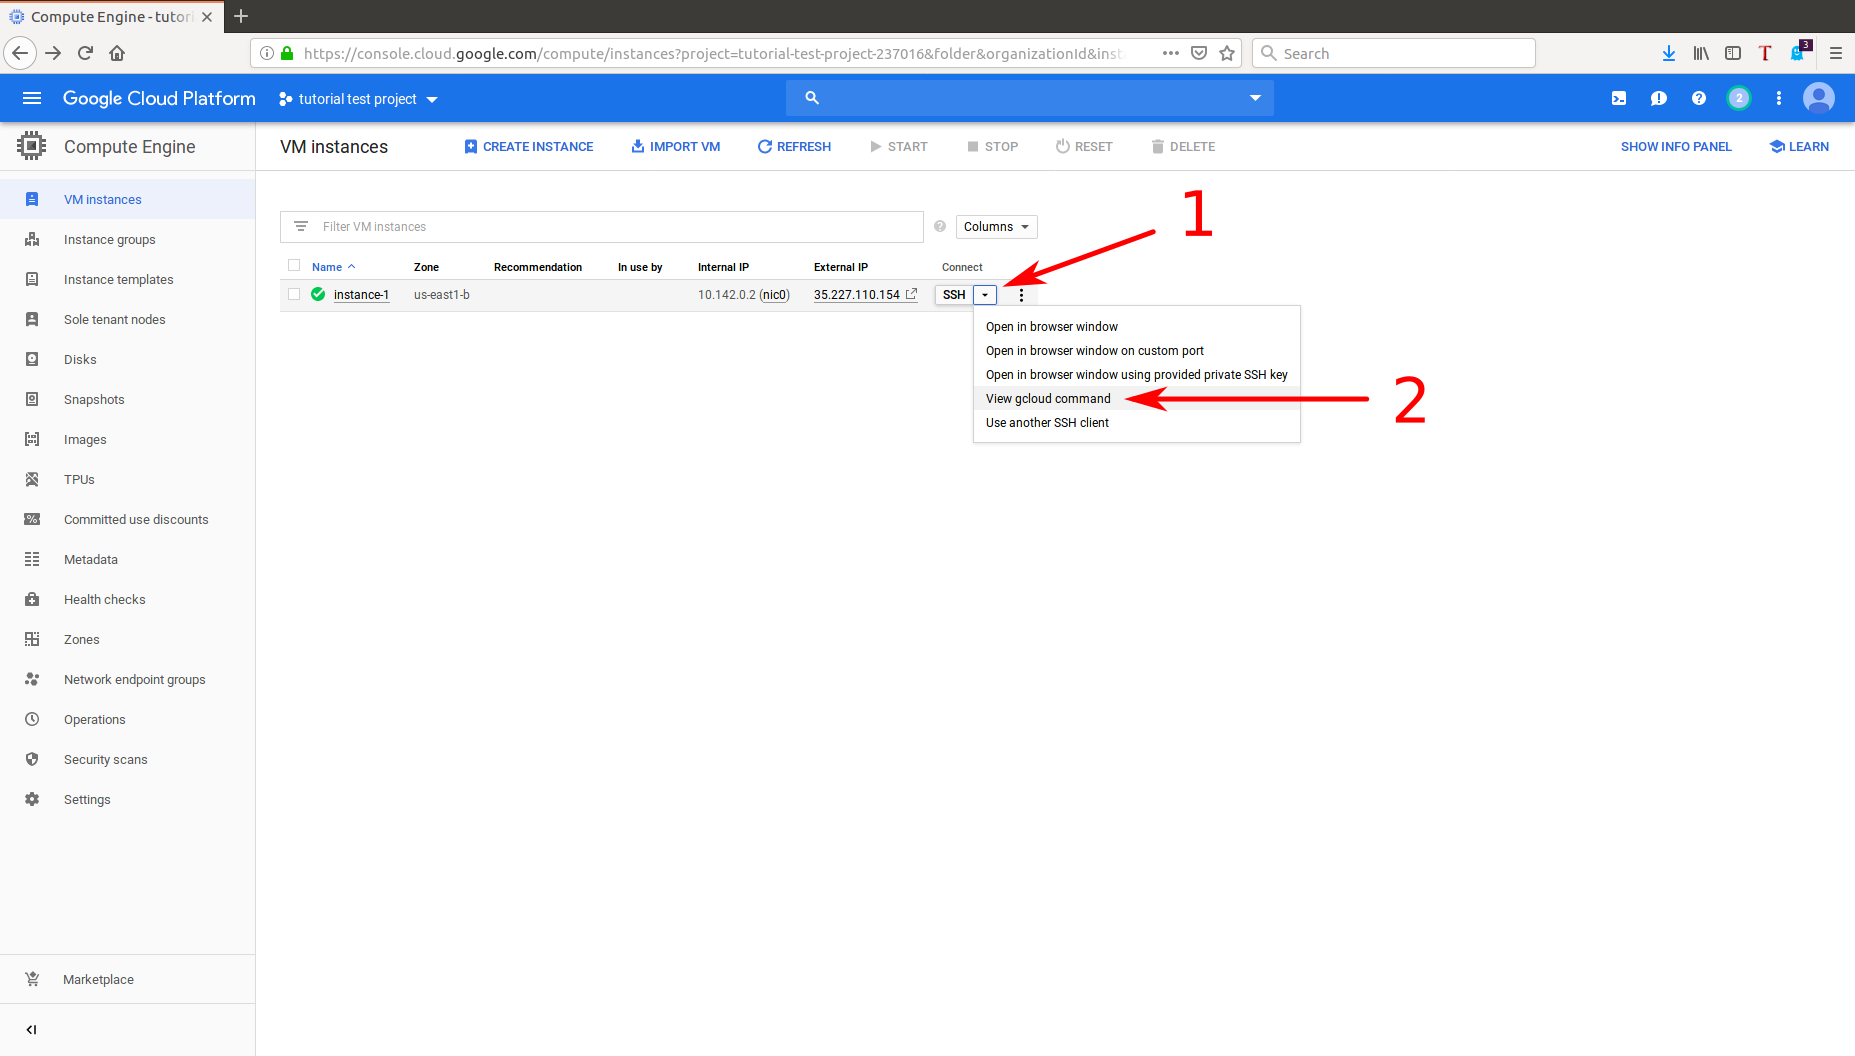 Compute Engine - tutori
https://console.cloud.google.com/compute/instances?project=tutorial-test-project-237016&folder&organizationId&inst
Search
3
Google Cloud Platform
tutorial test project
2
Compute Engine
VM instances
CREATE INSTANCE
IMPORT VM
REFRESH
START
STOP
RESET
DELETE
SHOW INFO PANEL
LEARN
VM instances
Instance groups
Instance templates
Sole tenant nodes
Disks
Snapshots
Images
TPUs
Committed use discounts
Metadata
Health checks
Zones
Network endpoint groups
Operations
Security scans
Settings
Marketplace
Filter VM instances
Columns
1
Name Zone Recommendation In use by Internal IP External IP Connect
instance-1 us-east1-b 10.142.0.2 (nic0) 35.227.110.154 SSH
Open in browser window
Open in browser window on custom port
Open in browser window using provided private SSH key
View gcloud command
2
Use another SSH client